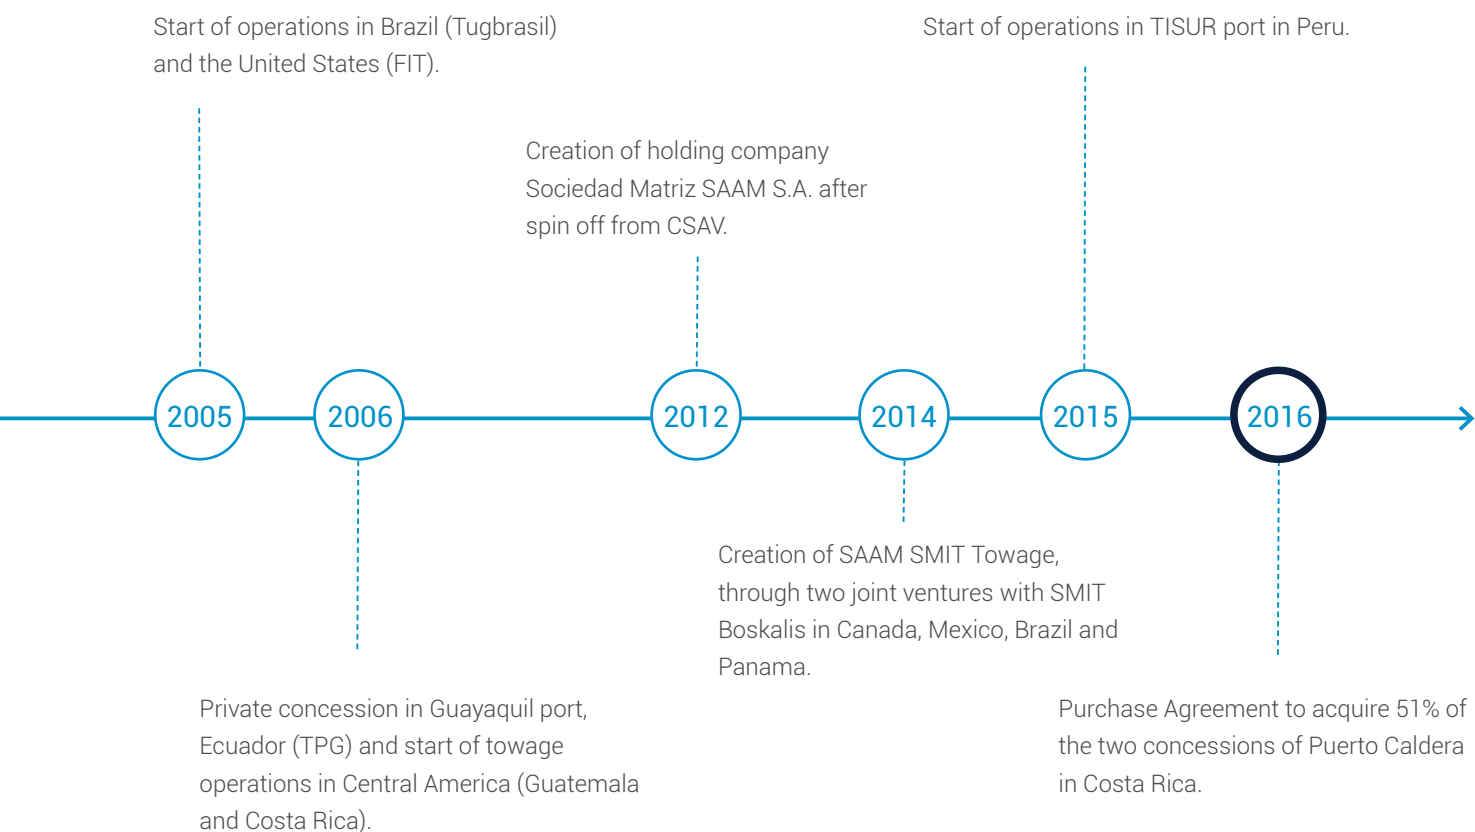 Start of operations in Brazil (Tugbrasil)
and the United States (FIT).
Start of operations in TISUR port in Peru.
Creation of holding company
Sociedad Matriz SAAM S.A. after
spin off from CSAV.
2005
2006
2012
2014
2015
2016
Creation of SAAM SMIT Towage,
through two joint ventures with SMIT
Boskalis in Canada, Mexico, Brazil and
Panama.
Private concession in Guayaquil port,
Ecuador (TPG) and start of towage
operations in Central America (Guatemala
and Costa Rica).
Purchase Agreement to acquire 51% of
the two concessions of Puerto Caldera
in Costa Rica.